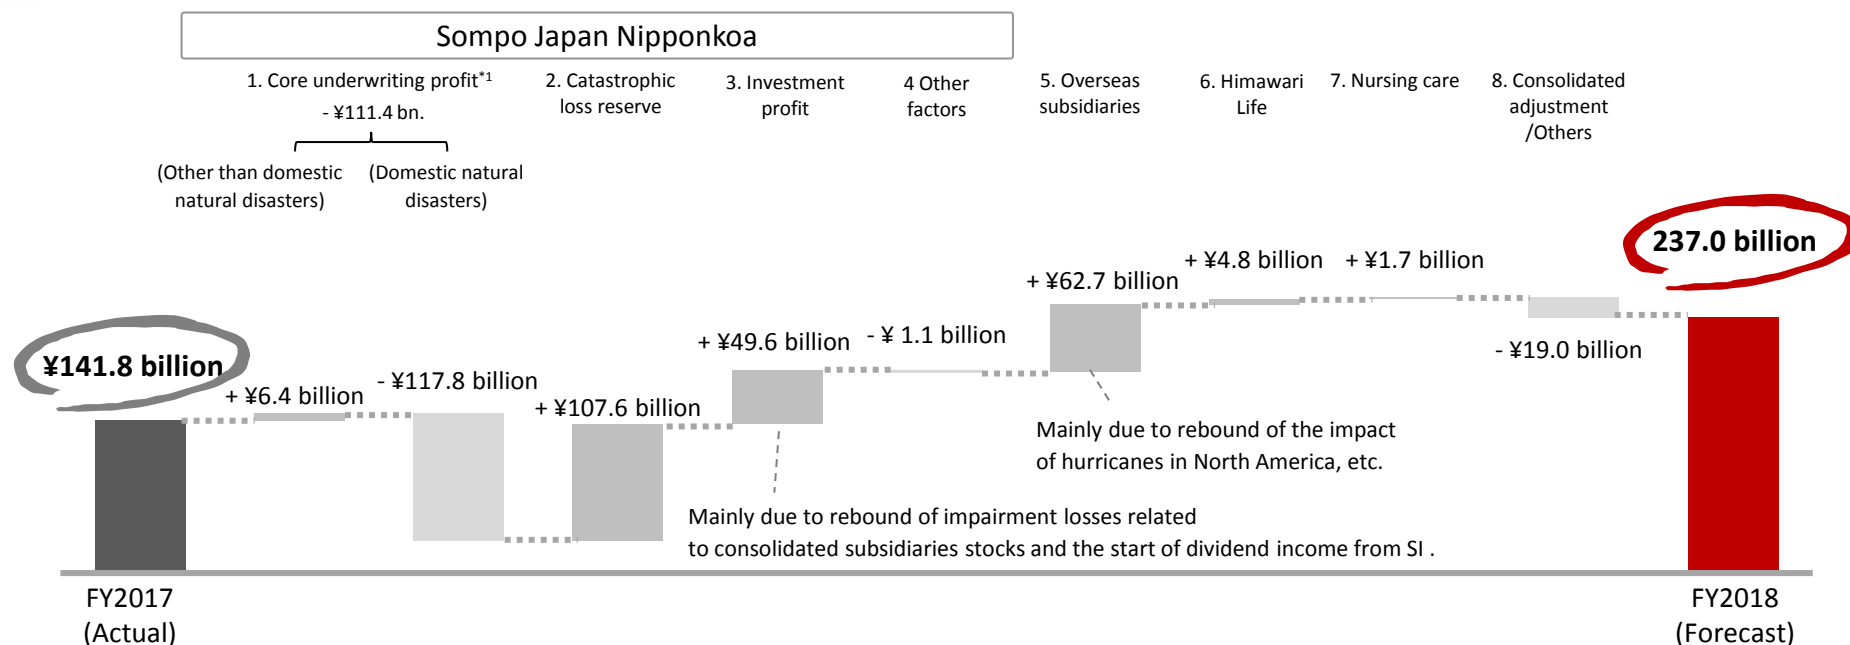 Sompo Japan Nipponkoa
1. Core underwriting profit*1
- ¥111.4 bn.
(Other than domestic
natural disasters)
(Domestic natural
disasters)
2. Catastrophic
loss reserve
3. Investment
profit
4 Other
factors
5. Overseas
subsidiaries
6. Himawari
Life
7. Nursing care
8. Consolidated
adjustment
/Others
¥141.8 billion
+ ¥6.4 billion
- ¥117.8 billion
+ ¥107.6 billion
+ ¥49.6 billion
- ¥ 1.1 billion
+ ¥62.7 billion
+ ¥4.8 billion
+ ¥1.7 billion
- ¥19.0 billion
237.0 billion
Mainly due to rebound of the impact
of hurricanes in North America, etc.
Mainly due to rebound of impairment losses related
to consolidated subsidiaries stocks and the start of dividend income from SI .
FY2017
(Actual)
FY2018
(Forecast)